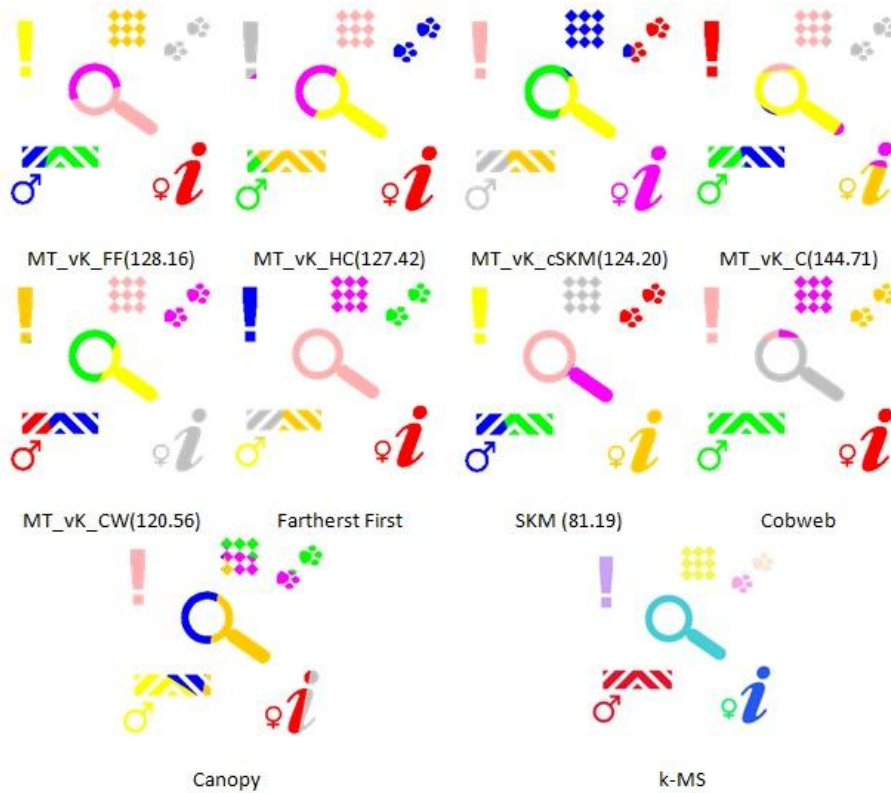 MT_vK_FF(128.16) MT_vK_HC(127.42) MT_vK_cSKM(124.20) MT_vK_C(144.71)
MT_vK_CW(120.56) Fartherst First SKM (81.19) Cobweb
Canopy k-MS